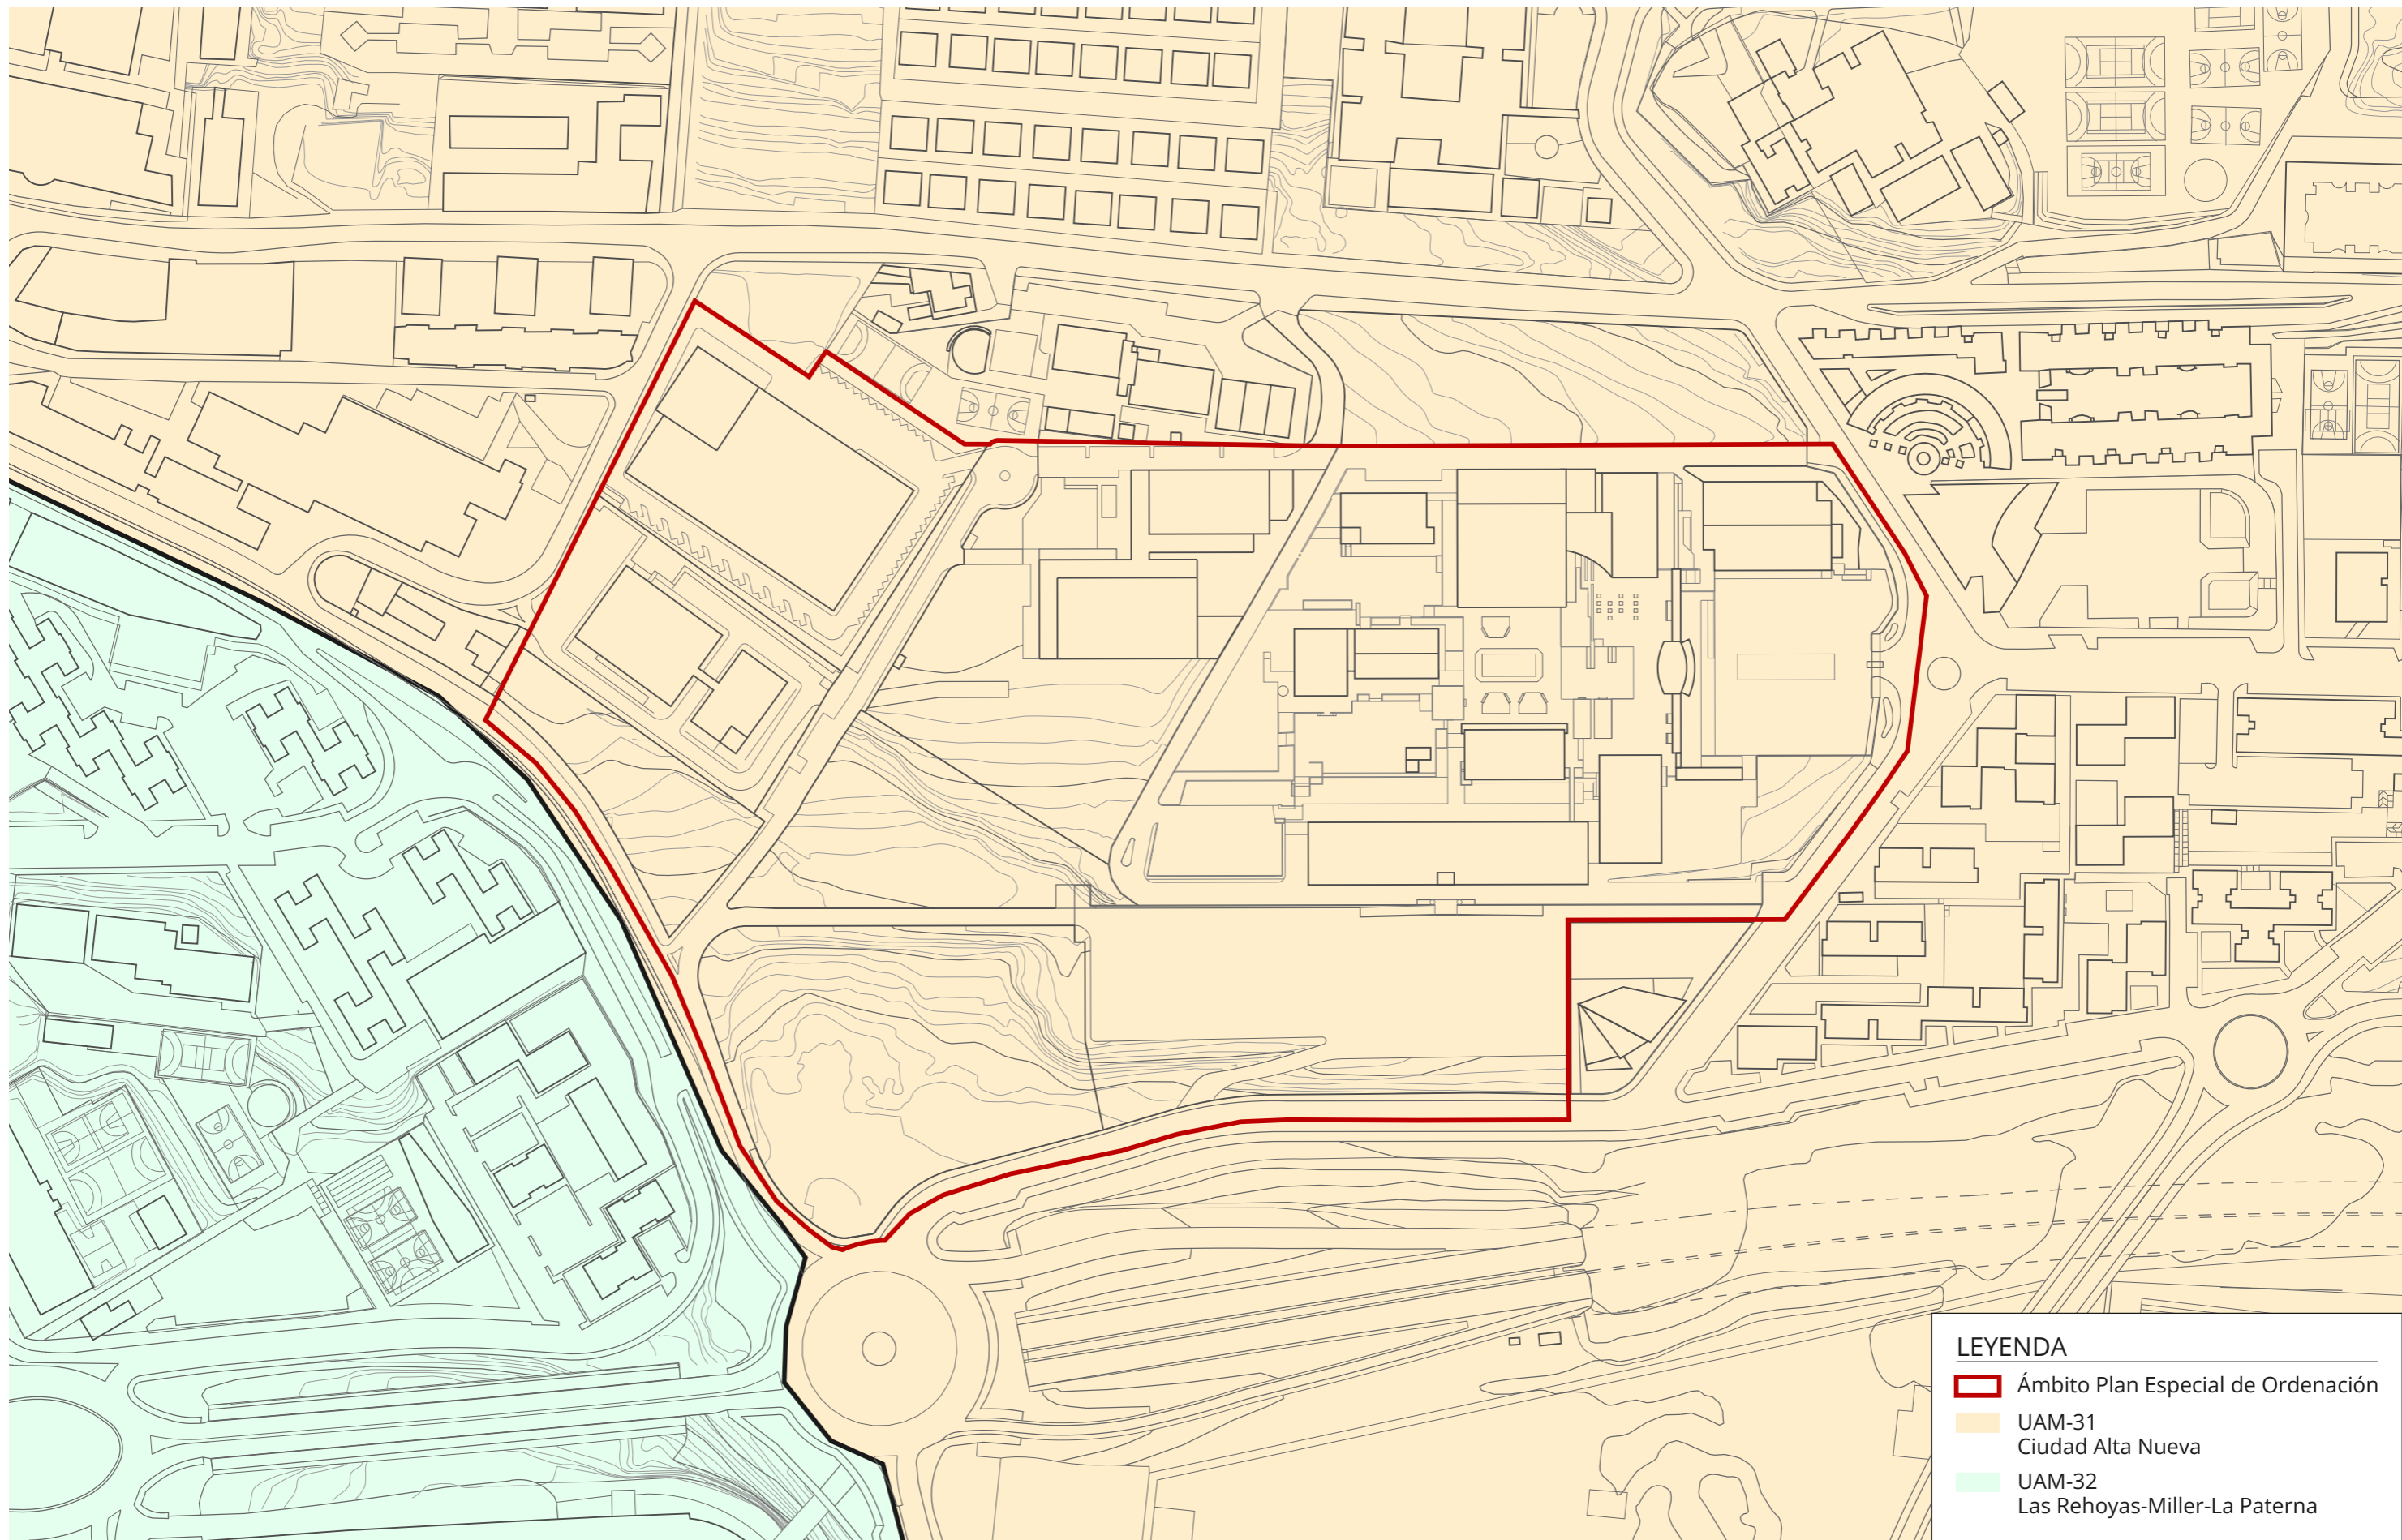 LEYENDA
Ámbito Plan Especial de Ordenación
UAM-31
Ciudad Alta Nueva
UAM-32
Las Rehoyas-Miller-La Paterna